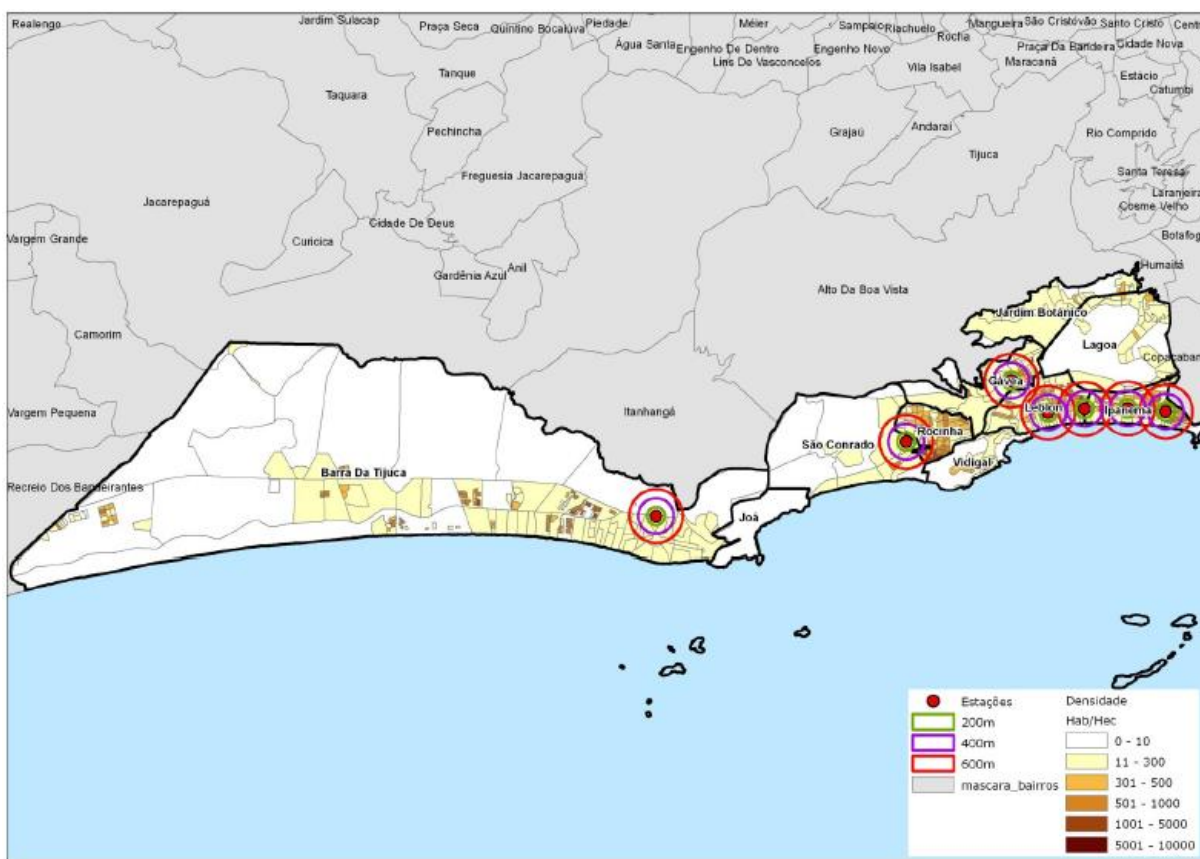 Realengo
Jardim Sulacap
Praça Seca
Quintino Bocaiuva
Piedade
Méier
Sampaio
Riachuelo
Mangueira
São Cristóvão
Santo Cristo
Centr
Rocha
Água Santa
Engenho De Dentro
Engenho Novo
Praça Da Bandeira
Cidade Nova
Lins De Vasconcelos
Vila Isabel
Maracanã
Tanque
Estácio
Catumbi
Taquara
Pechincha
Grajaú
Andaraí
Rio Comprido
Tijuca
Freguesia Jacarepaguá
Santa Teresa
Laranjeira
Jacarepaguá
Cosme Velho
Cidade De Deus
Vargem Grande
Curicica
Botafog
Anil
Gardênia Azul
Humaitá
Alto Da Boa Vista
Jardim Botânico
Camorim
Lagoa
Copacaban
Gávea
Vargem Pequena
Itanhangá
Leblon
Ipanema
Rocinha
São Conrado
Vidigal
Barra Da Tijuca
Recreio Dos Bandeirantes
Joá
Estações
200m
400m
600m
mascara_bairros
Densidade
Hab/Hec
0 - 10
11 - 300
301 - 500
501 - 1000
1001 - 5000
5001 - 10000